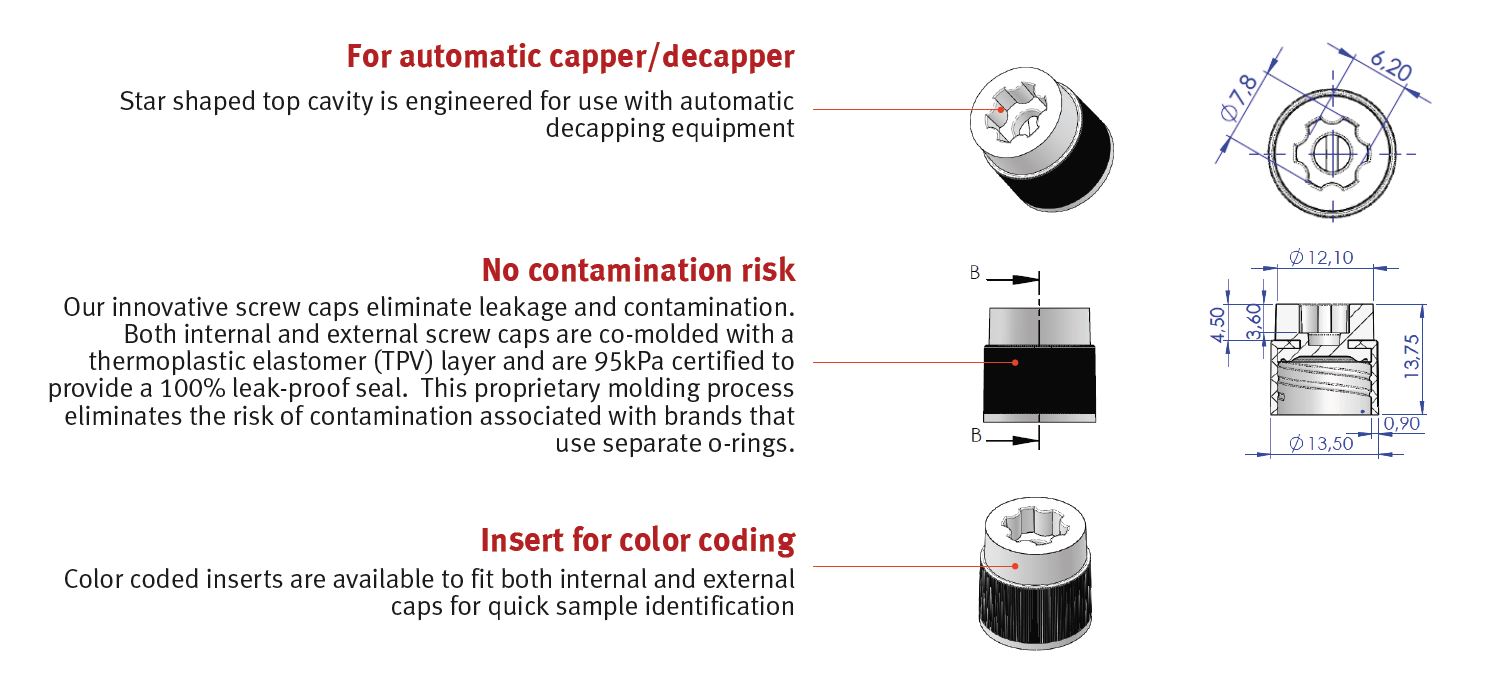 For automatic capper/decapper
Star shaped top cavity is engineered for use with automatic
decapping equipment
6,20
∅7,8
No contamination risk
Our innovative screw caps eliminate leakage and contamination.
Both internal and external screw caps are co-molded with a
thermoplastic elastomer (TPV) layer and are 95kPa certified to
provide a 100% leak-proof seal.  This proprietary molding process
eliminates the risk of contamination associated with brands that
use separate o-rings.
B
B
∅12,10
4,50
3,60
13,75
0,90
∅13,50
Insert for color coding
Color coded inserts are available to fit both internal and external
caps for quick sample identification